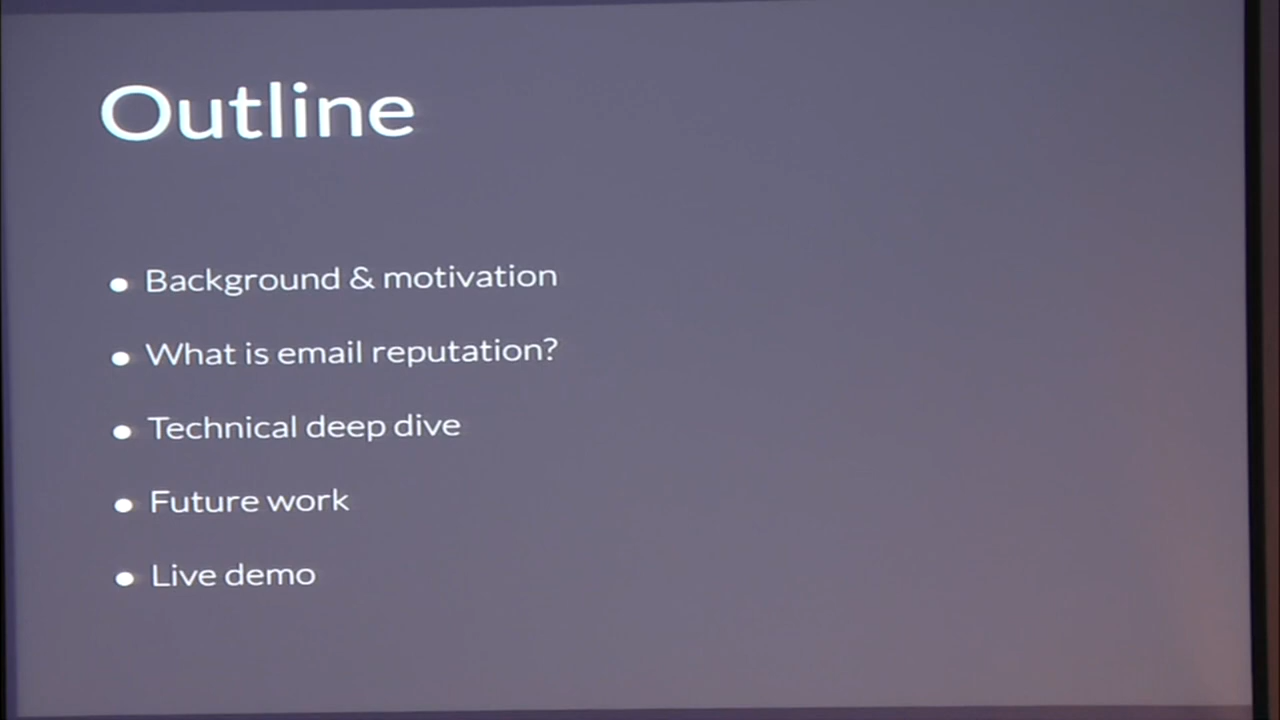 Outline
• Background & motivation
• What is email reputation?
• Technical deep dive
• Future work
• Live demo